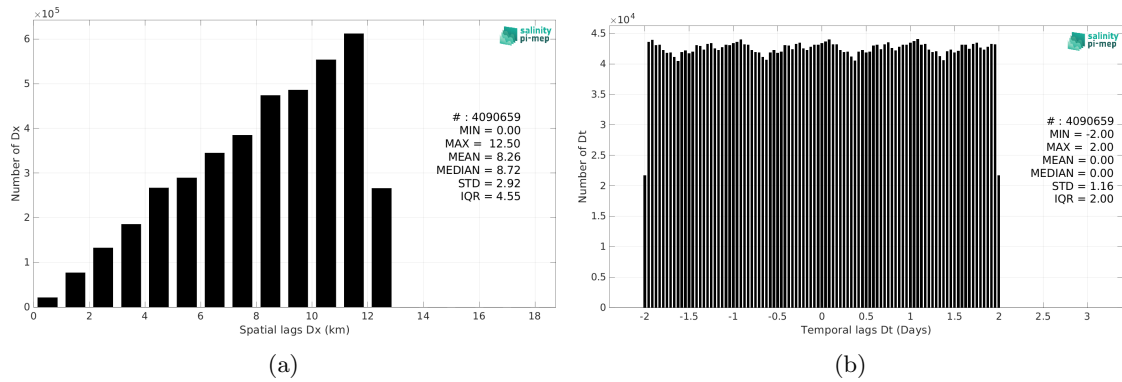 ×10⁵
salinity
pi-mep
6
5
4
3
2
1
0
Number of Dx
# : 4090659
MIN = 0.00
MAX = 12.50
MEAN = 8.26
MEDIAN = 8.72
STD = 2.92
IQR = 4.55
0 2 4 6 8 10 12 14 16 18
Spatial lags Dx (km)
(a)
×10⁴
salinity
pi-mep
4.5
4
3.5
3
2.5
2
1.5
1
0.5
0
Number of Dt
# : 4090659
MIN = -2.00
MAX = 2.00
MEAN = 0.00
MEDIAN = 0.00
STD = 1.16
IQR = 2.00
-2 -1.5 -1 -0.5 0 0.5 1 1.5 2 2.5 3
Temporal lags Dt (Days)
(b)